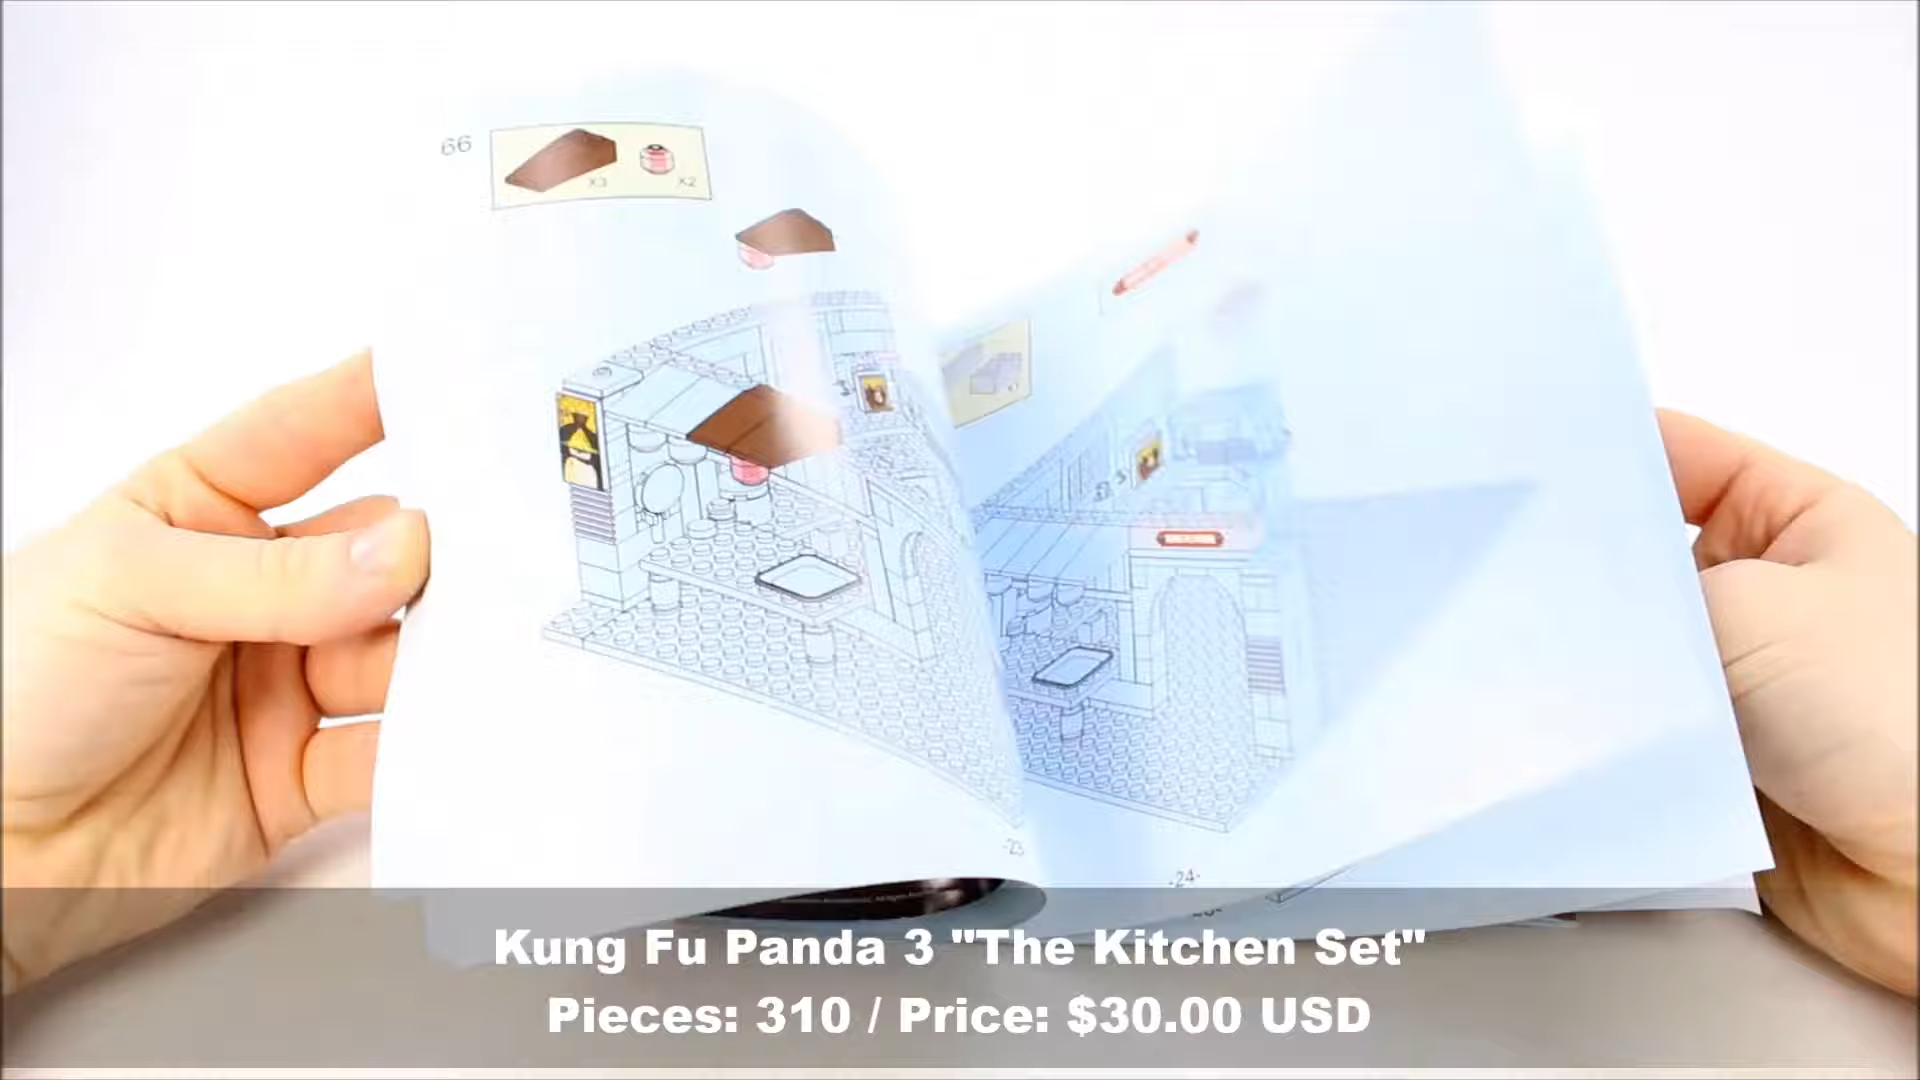 66
X3
X2
-23
-24-
Kung Fu Panda 3 "The Kitchen Set"
Pieces: 310 / Price: $30.00 USD